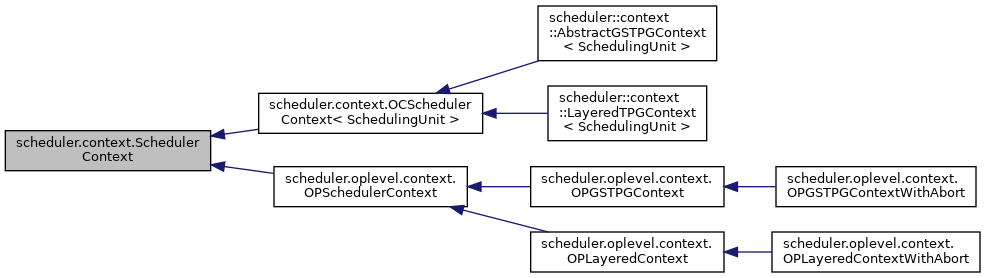 scheduler::context
::AbstractGSTPGContext
< SchedulingUnit >
scheduler.context.OCScheduler
Context< SchedulingUnit >
scheduler::context
::LayeredTPGContext
< SchedulingUnit >
scheduler.context.Scheduler
Context
scheduler.oplevel.context.
OPSchedulerContext
scheduler.oplevel.context.
OPGSTPGContext
scheduler.oplevel.context.
OPGSTPGContextWithAbort
scheduler.oplevel.context.
OPLayeredContext
scheduler.oplevel.context.
OPLayeredContextWithAbort